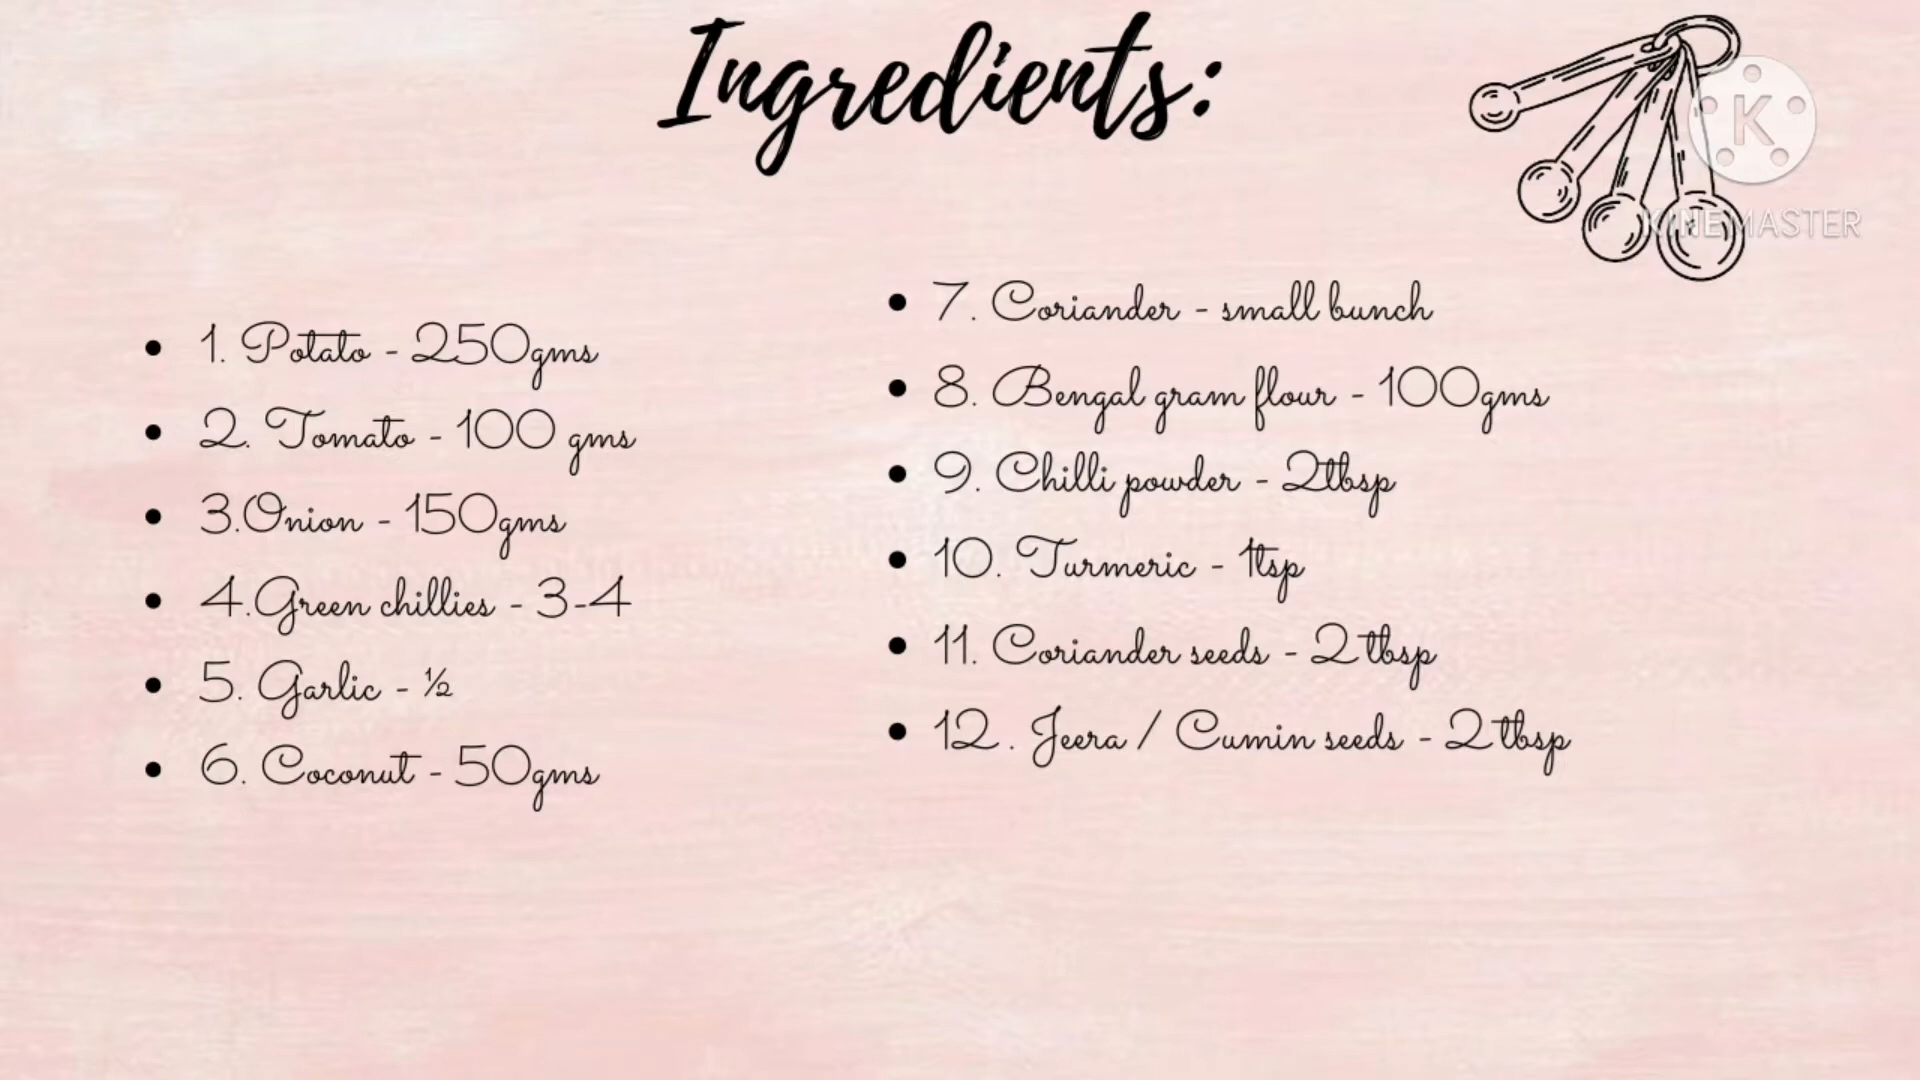 Ingredients:
KINEMASTER
1. Potato - 250gms
2. Tomato - 100 gms
3.Onion - 150gms
4.Green chillies - 3-4
5. Garlic - ½
6. Coconut - 50gms
7. Coriander - small bunch
8. Bengal gram flour - 100gms
9. Chilli powder - 2tbsp
10. Turmeric - 1tsp
11. Coriander seeds - 2 tbsp
12 . Jeera / Cumin seeds - 2 tbsp